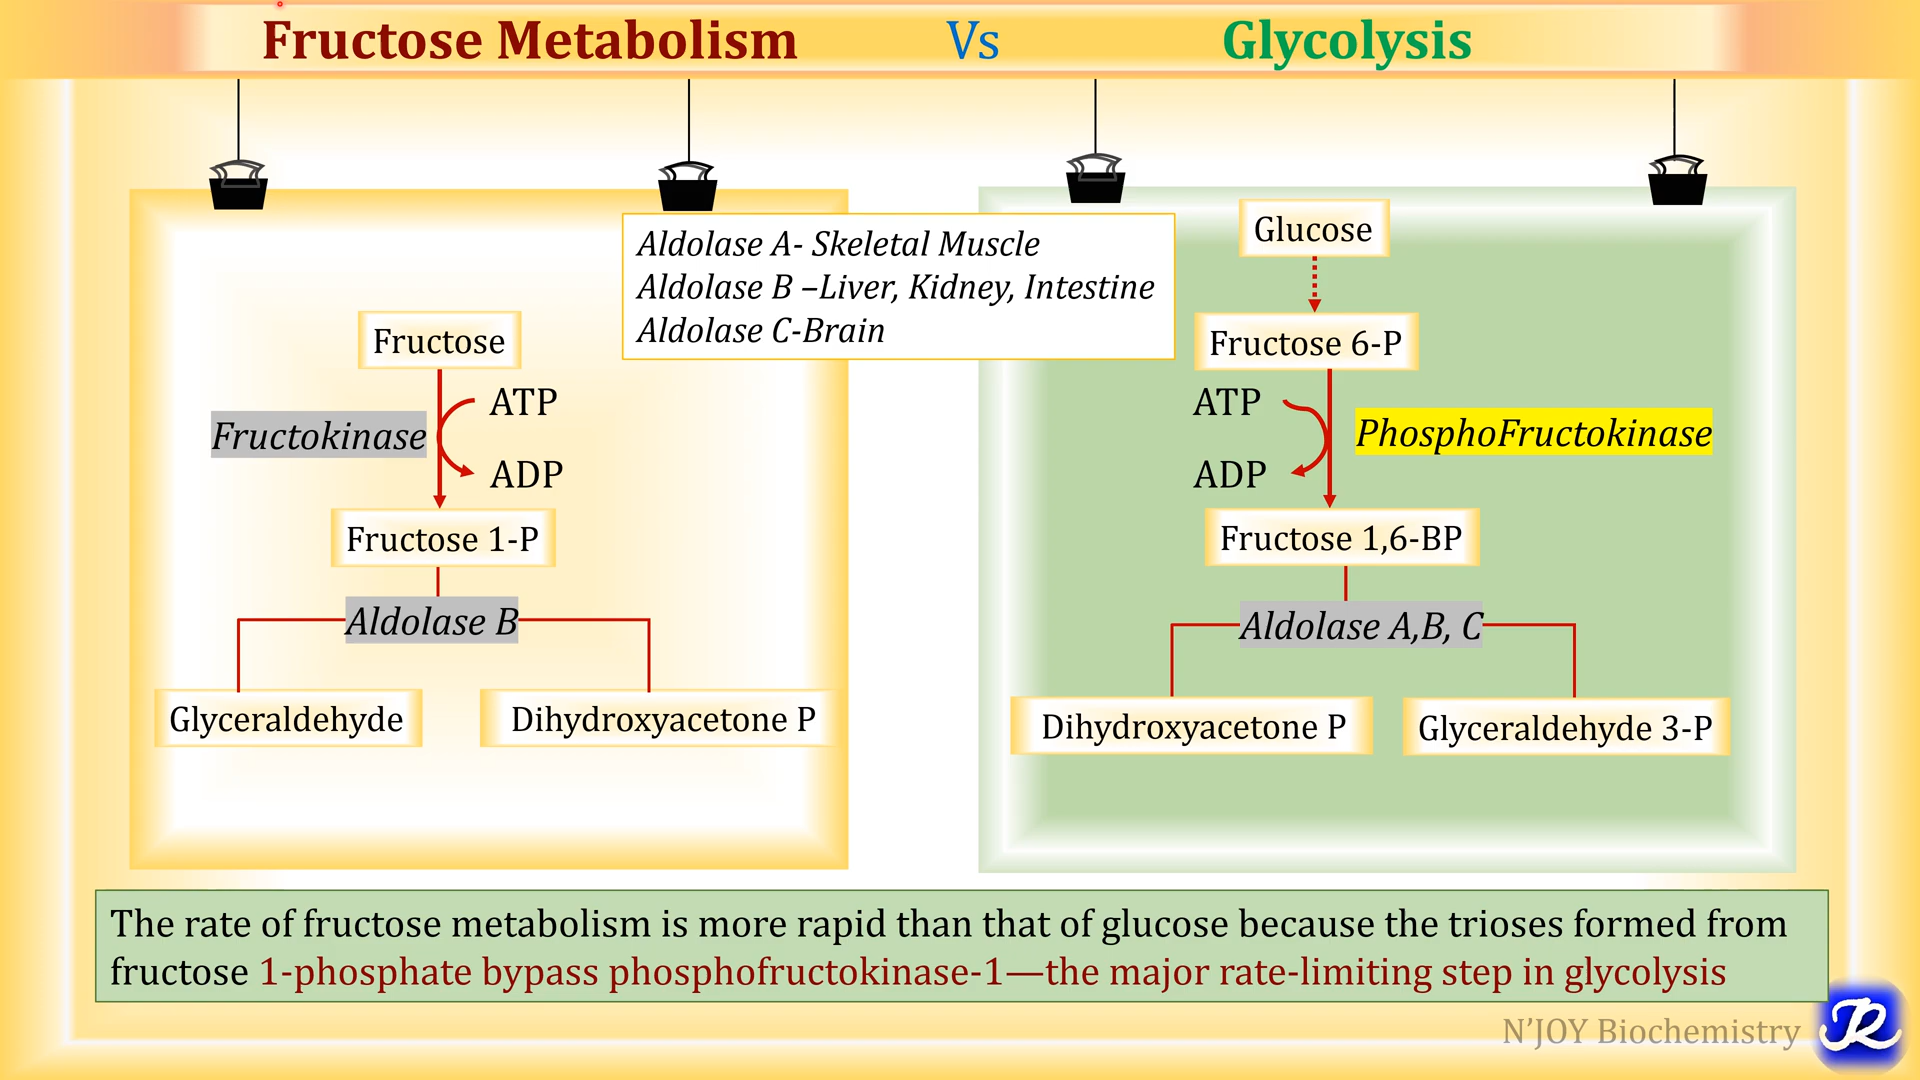 Fructose Metabolism Vs Glycolysis
Aldolase A- Skeletal Muscle
Aldolase B –Liver, Kidney, Intestine
Aldolase C-Brain
Fructose
ATP
Fructokinase
ADP
Fructose 1-P
Aldolase B
Glyceraldehyde
Dihydroxyacetone P
Glucose
Fructose 6-P
ATP
PhosphoFructokinase
ADP
Fructose 1,6-BP
Aldolase A,B, C
Dihydroxyacetone P
Glyceraldehyde 3-P
The rate of fructose metabolism is more rapid than that of glucose because the trioses formed from
fructose 1-phosphate bypass phosphofructokinase-1—the major rate-limiting step in glycolysis
N’JOY Biochemistry